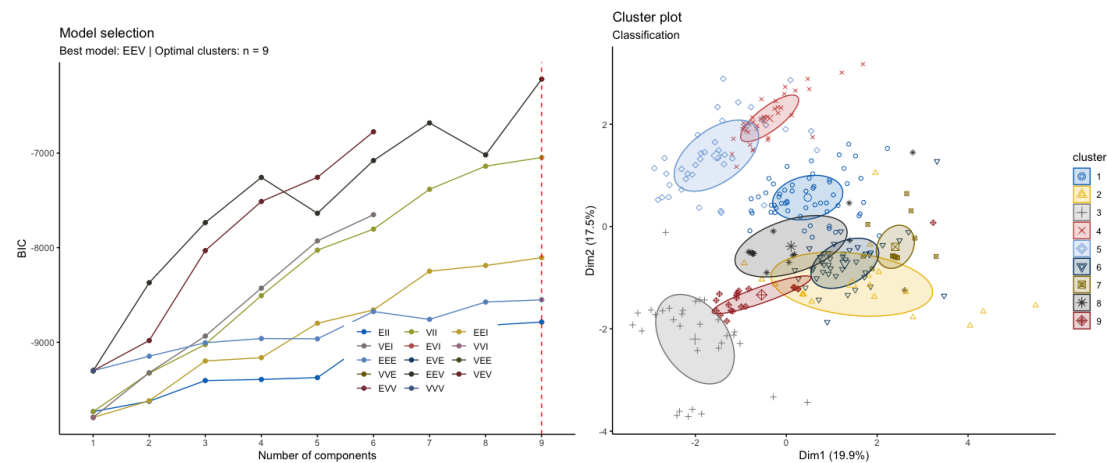 Model selection
Best model: EEV | Optimal clusters: n = 9
-7000
-8000
-9000
BIC
EII VII EEI
VEI EVI VVI
EEE EVE VEE
VVE EEV VEV
EVV VVV
1 2 3 4 5 6 7 8 9
Number of components
Cluster plot
Classification
2
0
-2
-4
Dim2 (17.5%)
-2 0 2 4
Dim1 (19.9%)
cluster
1
2
3
4
5
6
7
8
9